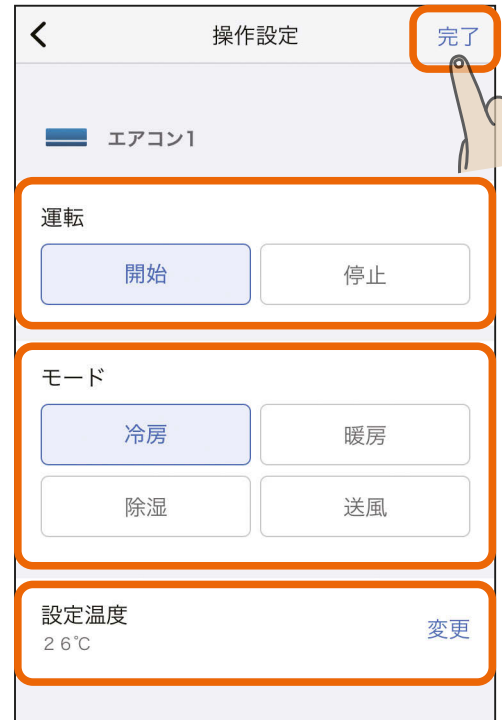 操作設定 完了
エアコン1
運転
開始 停止
モード
冷房 暖房
除湿 送風
設定温度
26℃ 変更